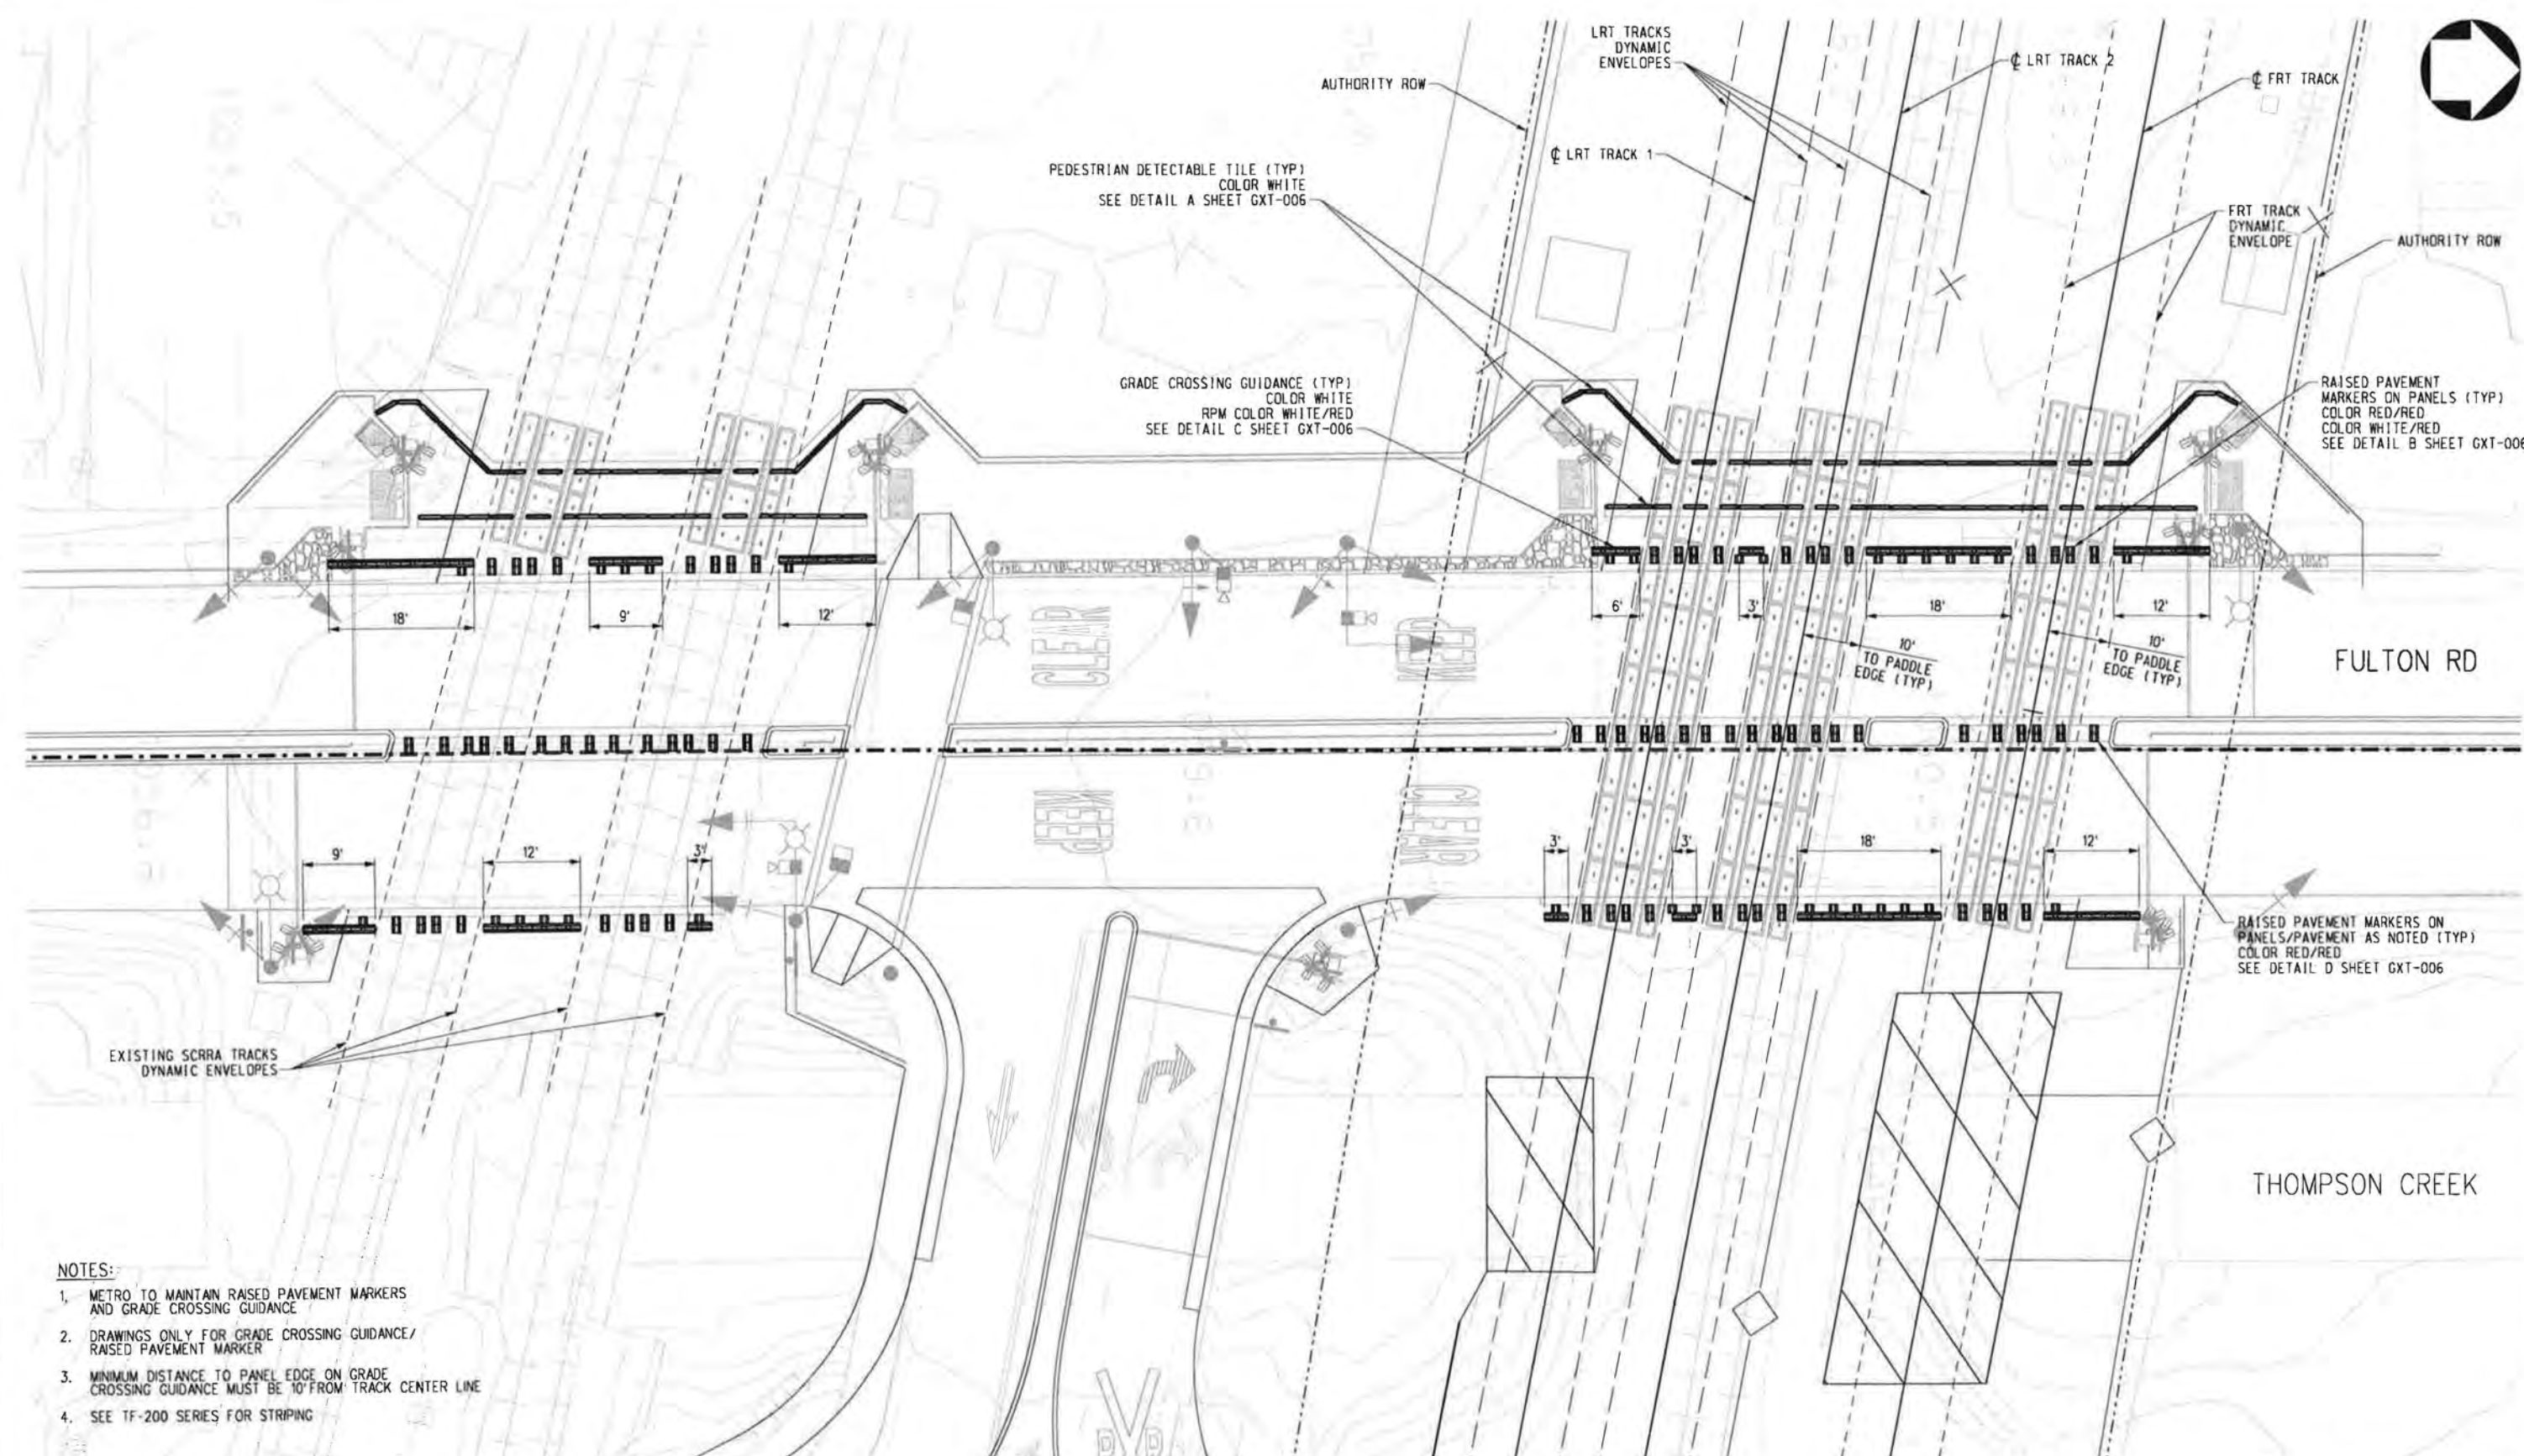 LRT TRACKS
DYNAMIC
ENVELOPES
℄ LRT TRACK 2
℄ FRT TRACK
AUTHORITY ROW
℄ LRT TRACK 1
PEDESTRIAN DETECTABLE TILE (TYP)
COLOR WHITE
SEE DETAIL A SHEET GXT-006
FRT TRACK
DYNAMIC
ENVELOPE
AUTHORITY ROW
GRADE CROSSING GUIDANCE (TYP)
COLOR WHITE
RPM COLOR WHITE/RED
SEE DETAIL C SHEET GXT-006
RAISED PAVEMENT
MARKERS ON PANELS (TYP)
COLOR RED/RED
COLOR WHITE/RED
SEE DETAIL B SHEET GXT-006
18'
9'
12'
6'
3'
18'
12'
CLEAR
KEEP
10'
TO PADDLE
EDGE (TYP)
10'
TO PADDLE
EDGE (TYP)
FULTON RD
KEEP
CLEAR
9'
12'
3'
3'
3'
18'
12'
RAISED PAVEMENT MARKERS ON
PANELS/PAVEMENT AS NOTED (TYP)
COLOR RED/RED
SEE DETAIL D SHEET GXT-006
EXISTING SCRRA TRACKS
DYNAMIC ENVELOPES
THOMPSON CREEK
NOTES:
1. METRO TO MAINTAIN RAISED PAVEMENT MARKERS
AND GRADE CROSSING GUIDANCE
2. DRAWINGS ONLY FOR GRADE CROSSING GUIDANCE/
RAISED PAVEMENT MARKER
3. MINIMUM DISTANCE TO PANEL EDGE ON GRADE
CROSSING GUIDANCE MUST BE 10' FROM TRACK CENTER LINE
4. SEE TF-200 SERIES FOR STRIPING